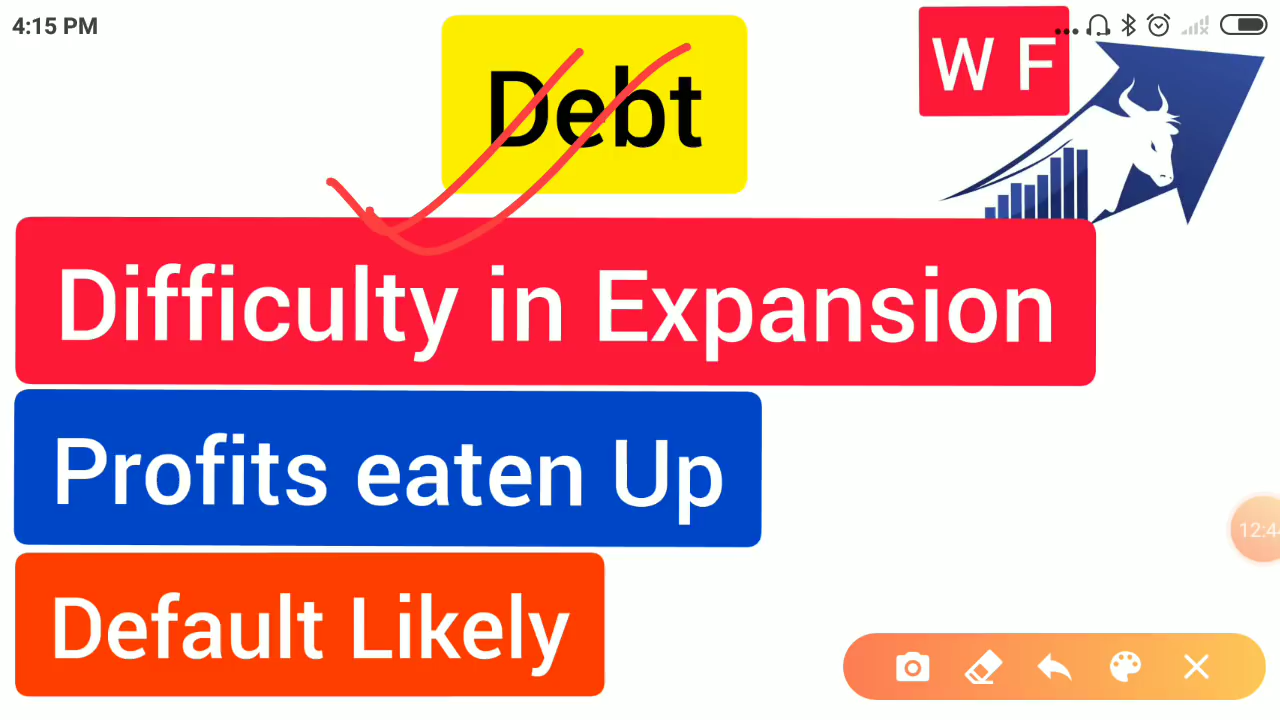 4:15 PM
Debt
W F
Difficulty in Expansion
Profits eaten Up
Default Likely